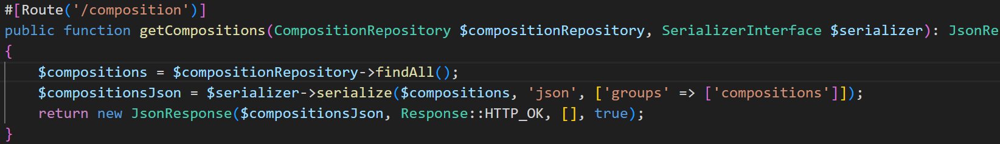 #[Route('/composition')]
public function getCompositions(CompositionRepository $compositionRepository, SerializerInterface $serializer): JsonRe
{
    $compositions = $compositionRepository->findAll();
    $compositionsJson = $serializer->serialize($compositions, 'json', ['groups' => ['compositions']]);
    return new JsonResponse($compositionsJson, Response::HTTP_OK, [], true);
}